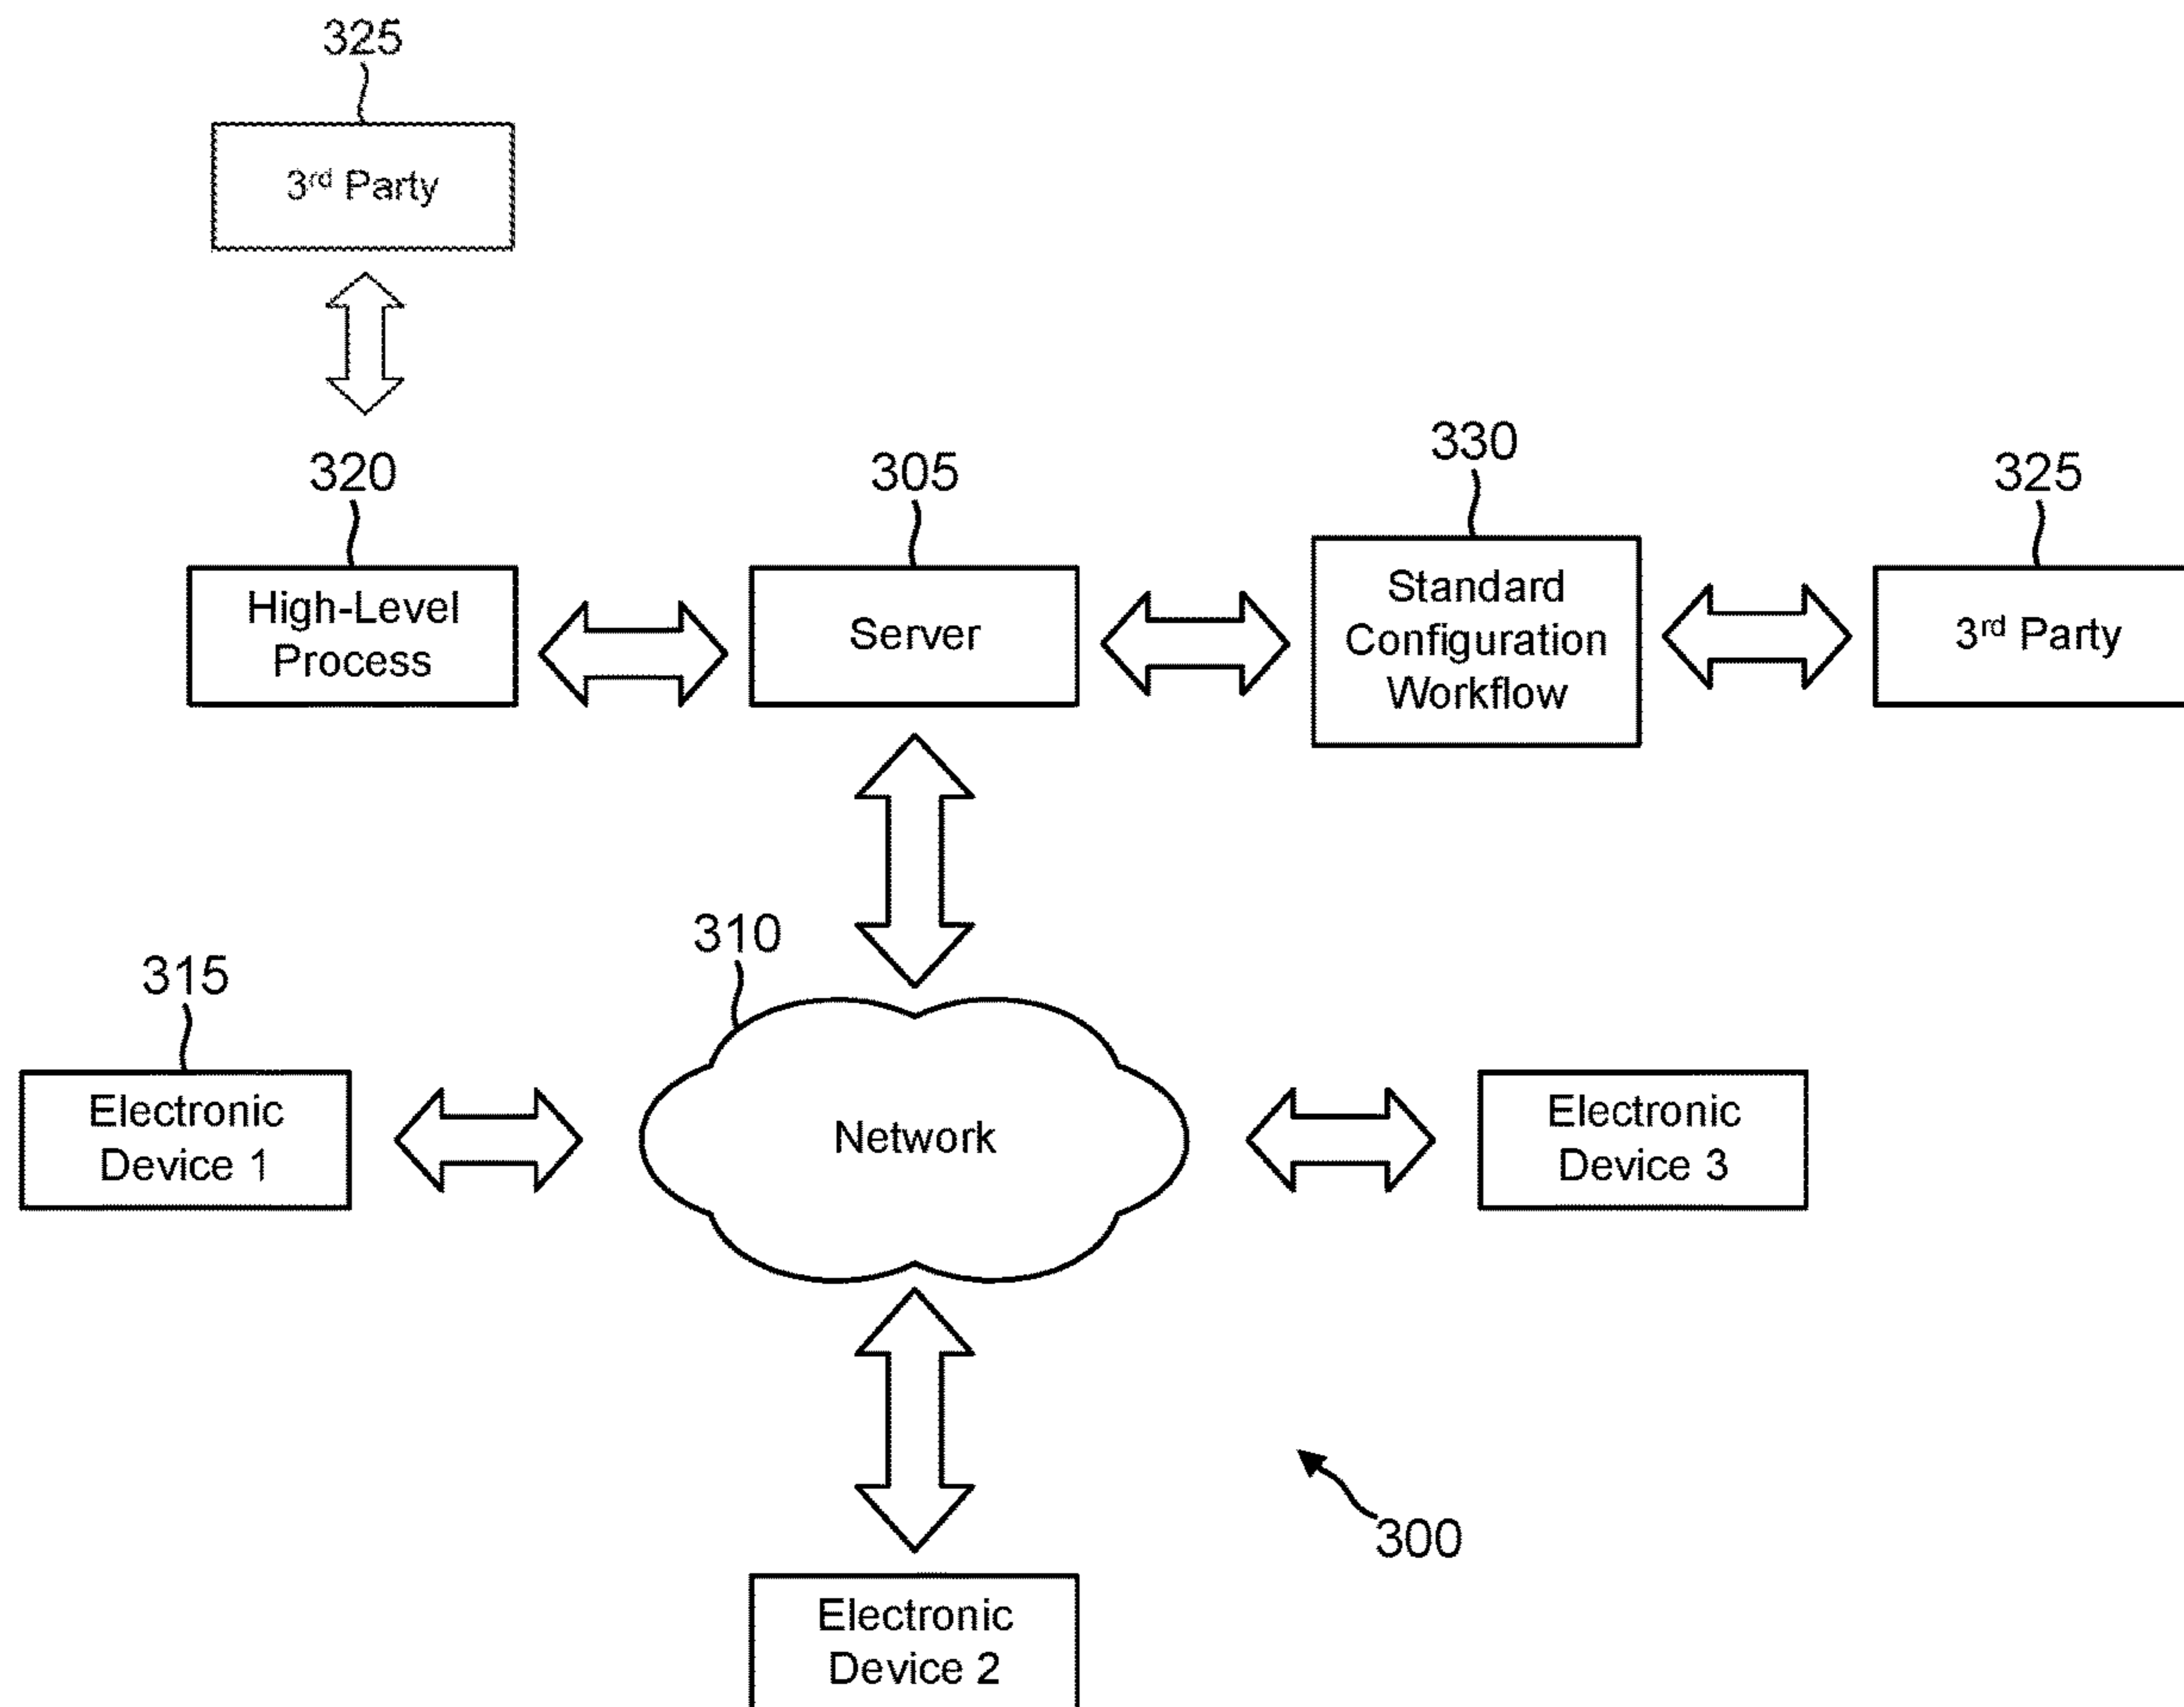 325
3rd Party
320
305
330
325
High-Level
Process
Server
Standard
Configuration
Workflow
3rd Party
310
315
Electronic
Device 1
Network
Electronic
Device 3
300
Electronic
Device 2